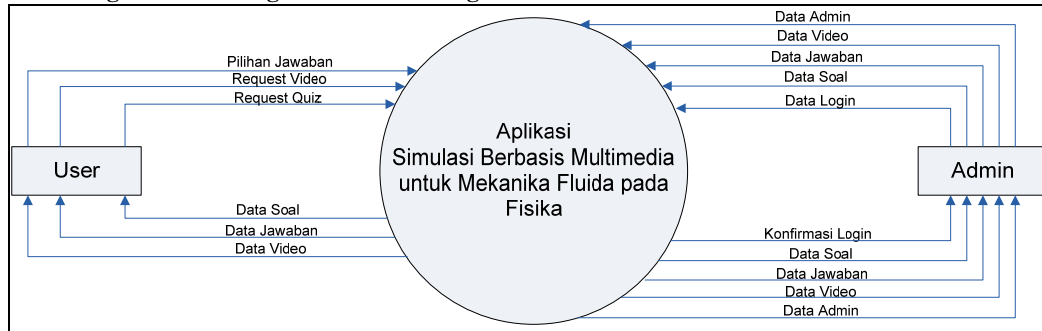 Data Admin
Data Video
Data Jawaban
Data Soal
Data Login
Pilihan Jawaban
Request Video
Request Quiz
User
Aplikasi
Simulasi Berbasis Multimedia
untuk Mekanika Fluida pada
Fisika
Admin
Data Soal
Data Jawaban
Data Video
Konfirmasi Login
Data Soal
Data Jawaban
Data Video
Data Admin